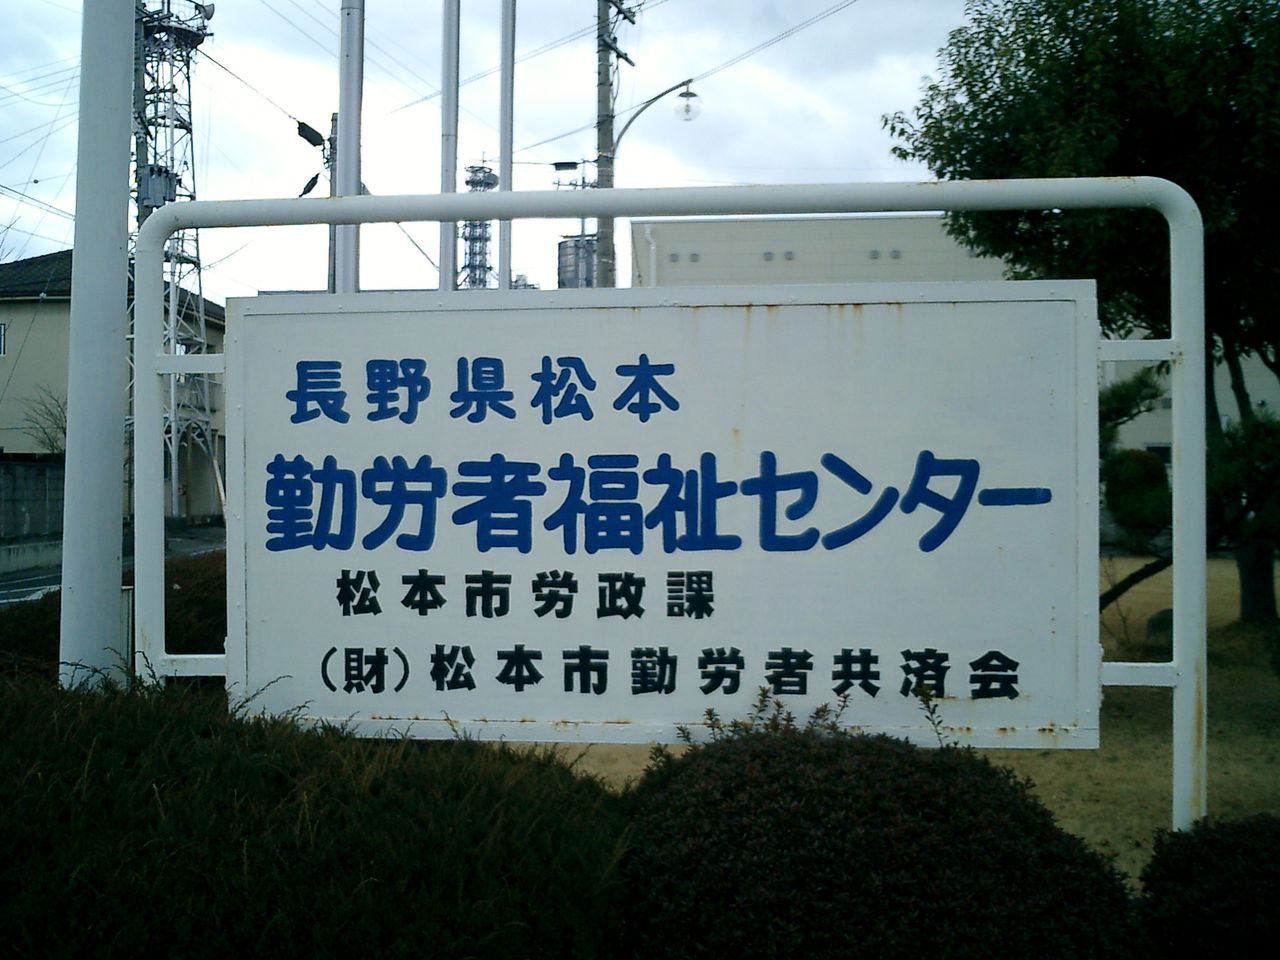 長野県松本
勤労者福祉センター
松本市労政課
（財）松本市勤労者共済会